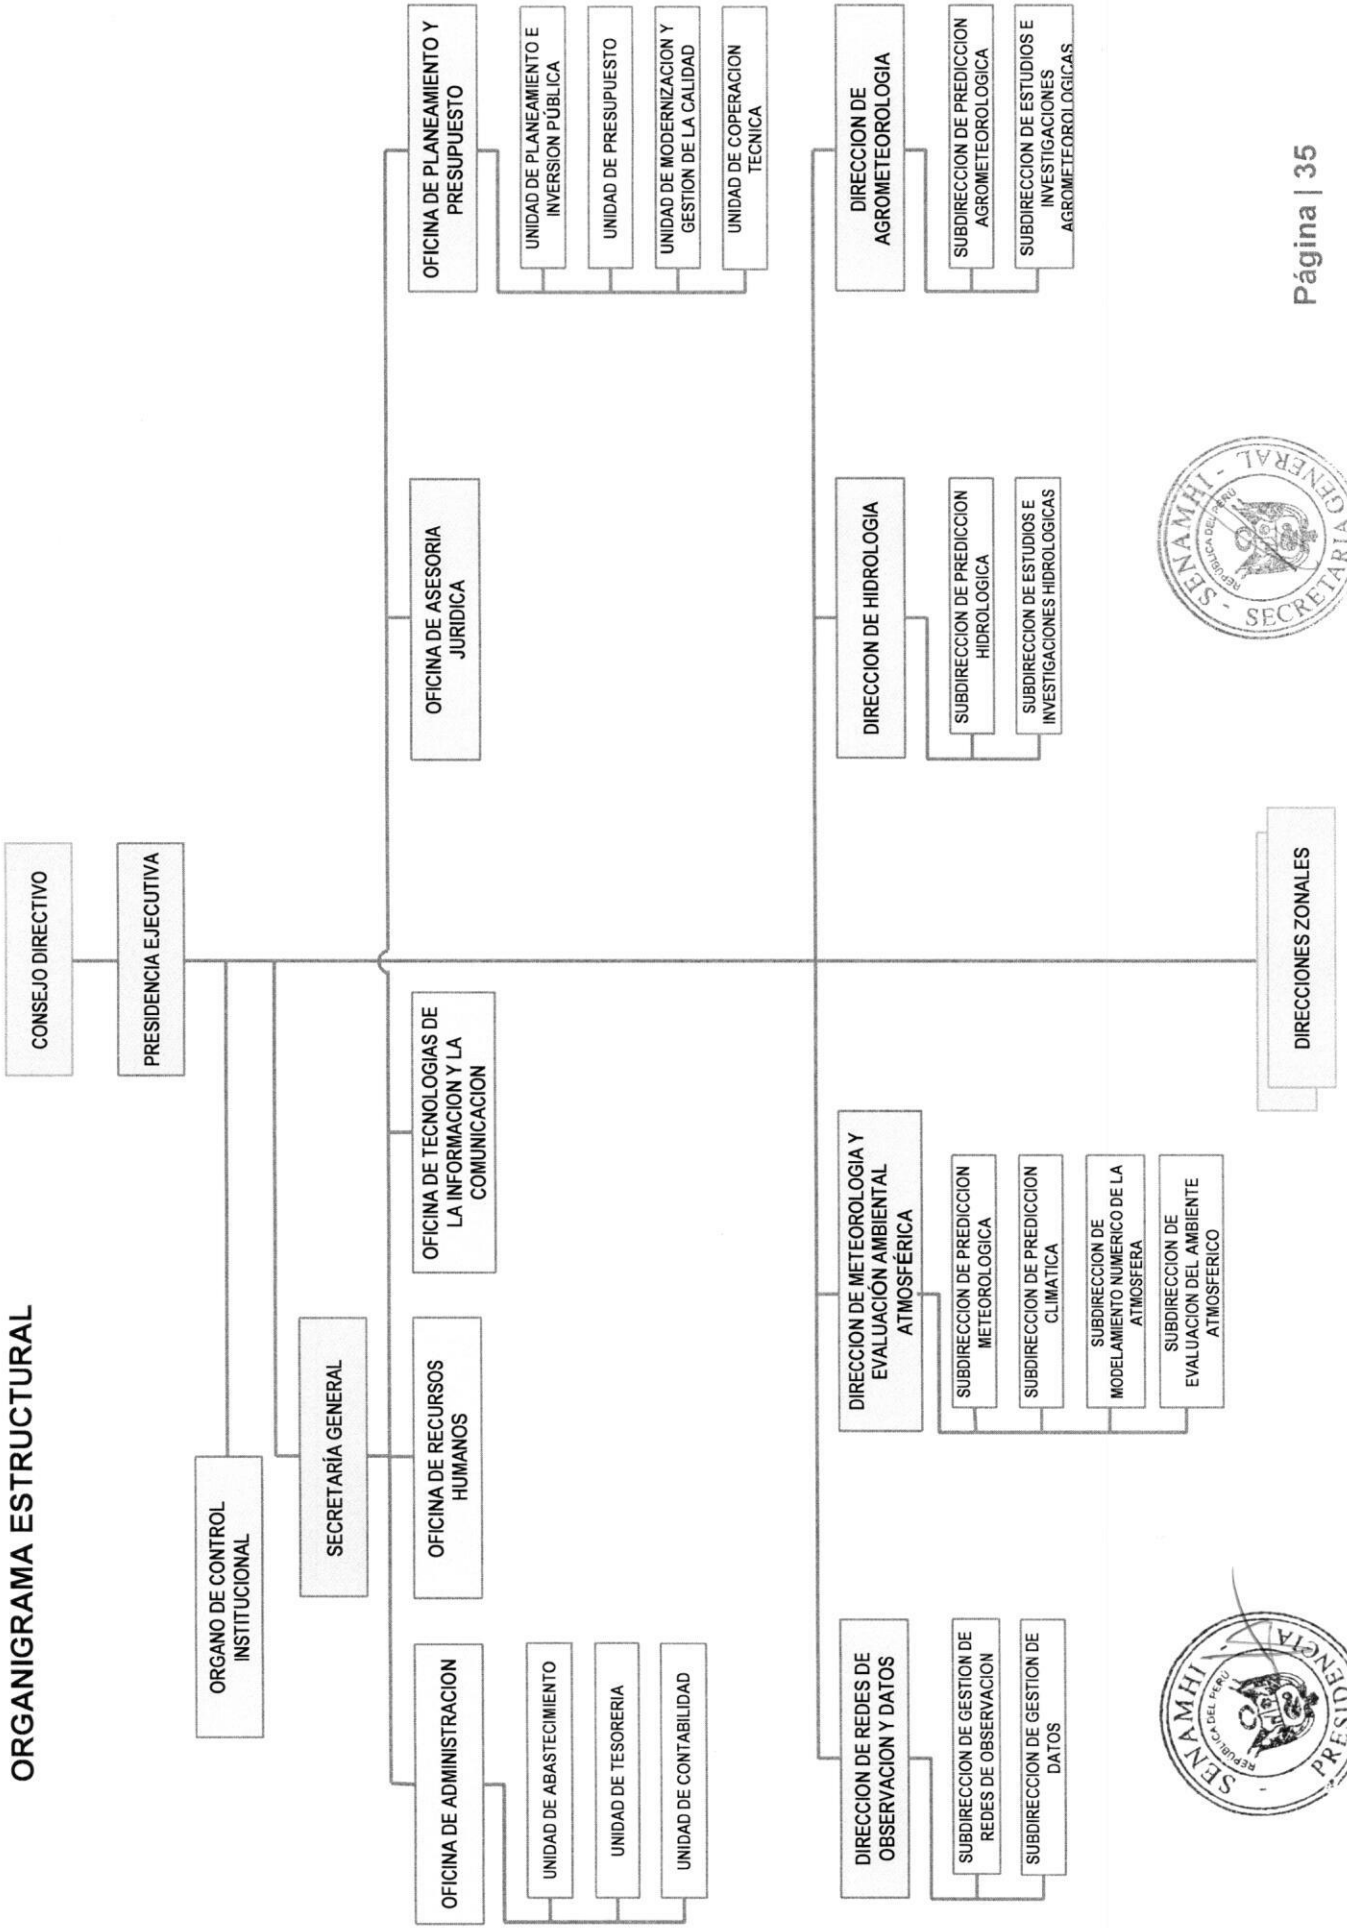 ORGANIGRAMA ESTRUCTURAL
CONSEJO DIRECTIVO
PRESIDENCIA EJECUTIVA
ORGANO DE CONTROL
INSTITUCIONAL
SECRETARÍA GENERAL
OFICINA DE ADMINISTRACION
UNIDAD DE ABASTECIMIENTO
UNIDAD DE TESORERIA
UNIDAD DE CONTABILIDAD
OFICINA DE RECURSOS
HUMANOS
OFICINA DE TECNOLOGIAS DE
LA INFORMACION Y LA
COMUNICACION
OFICINA DE ASESORIA
JURIDICA
OFICINA DE PLANEAMIENTO Y
PRESUPUESTO
UNIDAD DE PLANEAMIENTO E
INVERSION PÚBLICA
UNIDAD DE PRESUPUESTO
UNIDAD DE MODERNIZACION Y
GESTION DE LA CALIDAD
UNIDAD DE COPERACION
TECNICA
DIRECCION DE REDES DE
OBSERVACION Y DATOS
SUBDIRECCION DE GESTION DE
REDES DE OBSERVACION
SUBDIRECCION DE GESTION DE
DATOS
DIRECCION DE METEOROLOGIA Y
EVALUACIÓN AMBIENTAL
ATMOSFÉRICA
SUBDIRECCION DE PREDICCION
METEOROLOGICA
SUBDIRECCION DE PREDICCION
CLIMATICA
SUBDIRECCION DE
MODELAMIENTO NUMERICO DE LA
ATMOSFERA
SUBDIRECCION DE
EVALUACION DEL AMBIENTE
ATMOSFERICO
DIRECCION DE HIDROLOGIA
SUBDIRECCION DE PREDICCION
HIDROLOGICA
SUBDIRECCION DE ESTUDIOS E
INVESTIGACIONES HIDROLOGICAS
DIRECCION DE
AGROMETEOROLOGIA
SUBDIRECCION DE PREDICCION
AGROMETEOROLOGICA
SUBDIRECCION DE ESTUDIOS E
INVESTIGACIONES
AGROMETEOROLOGICAS
DIRECCIONES ZONALES
SENAMHI - PRESIDENCIA -
REPÚBLICA DEL PERÚ
- SENAMHI - SECRETARIA GENERAL
REPÚBLICA DEL PERÚ
Página | 35